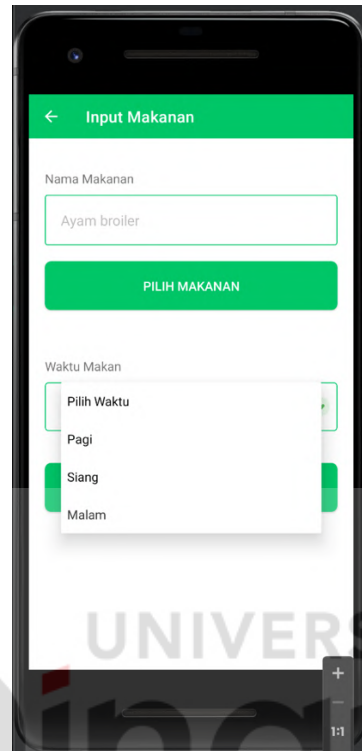 Input Makanan
Nama Makanan
Ayam broiler
PILIH MAKANAN
Waktu Makan
Pilih Waktu
Pagi
Siang
Malam
UNIVERS
1:1